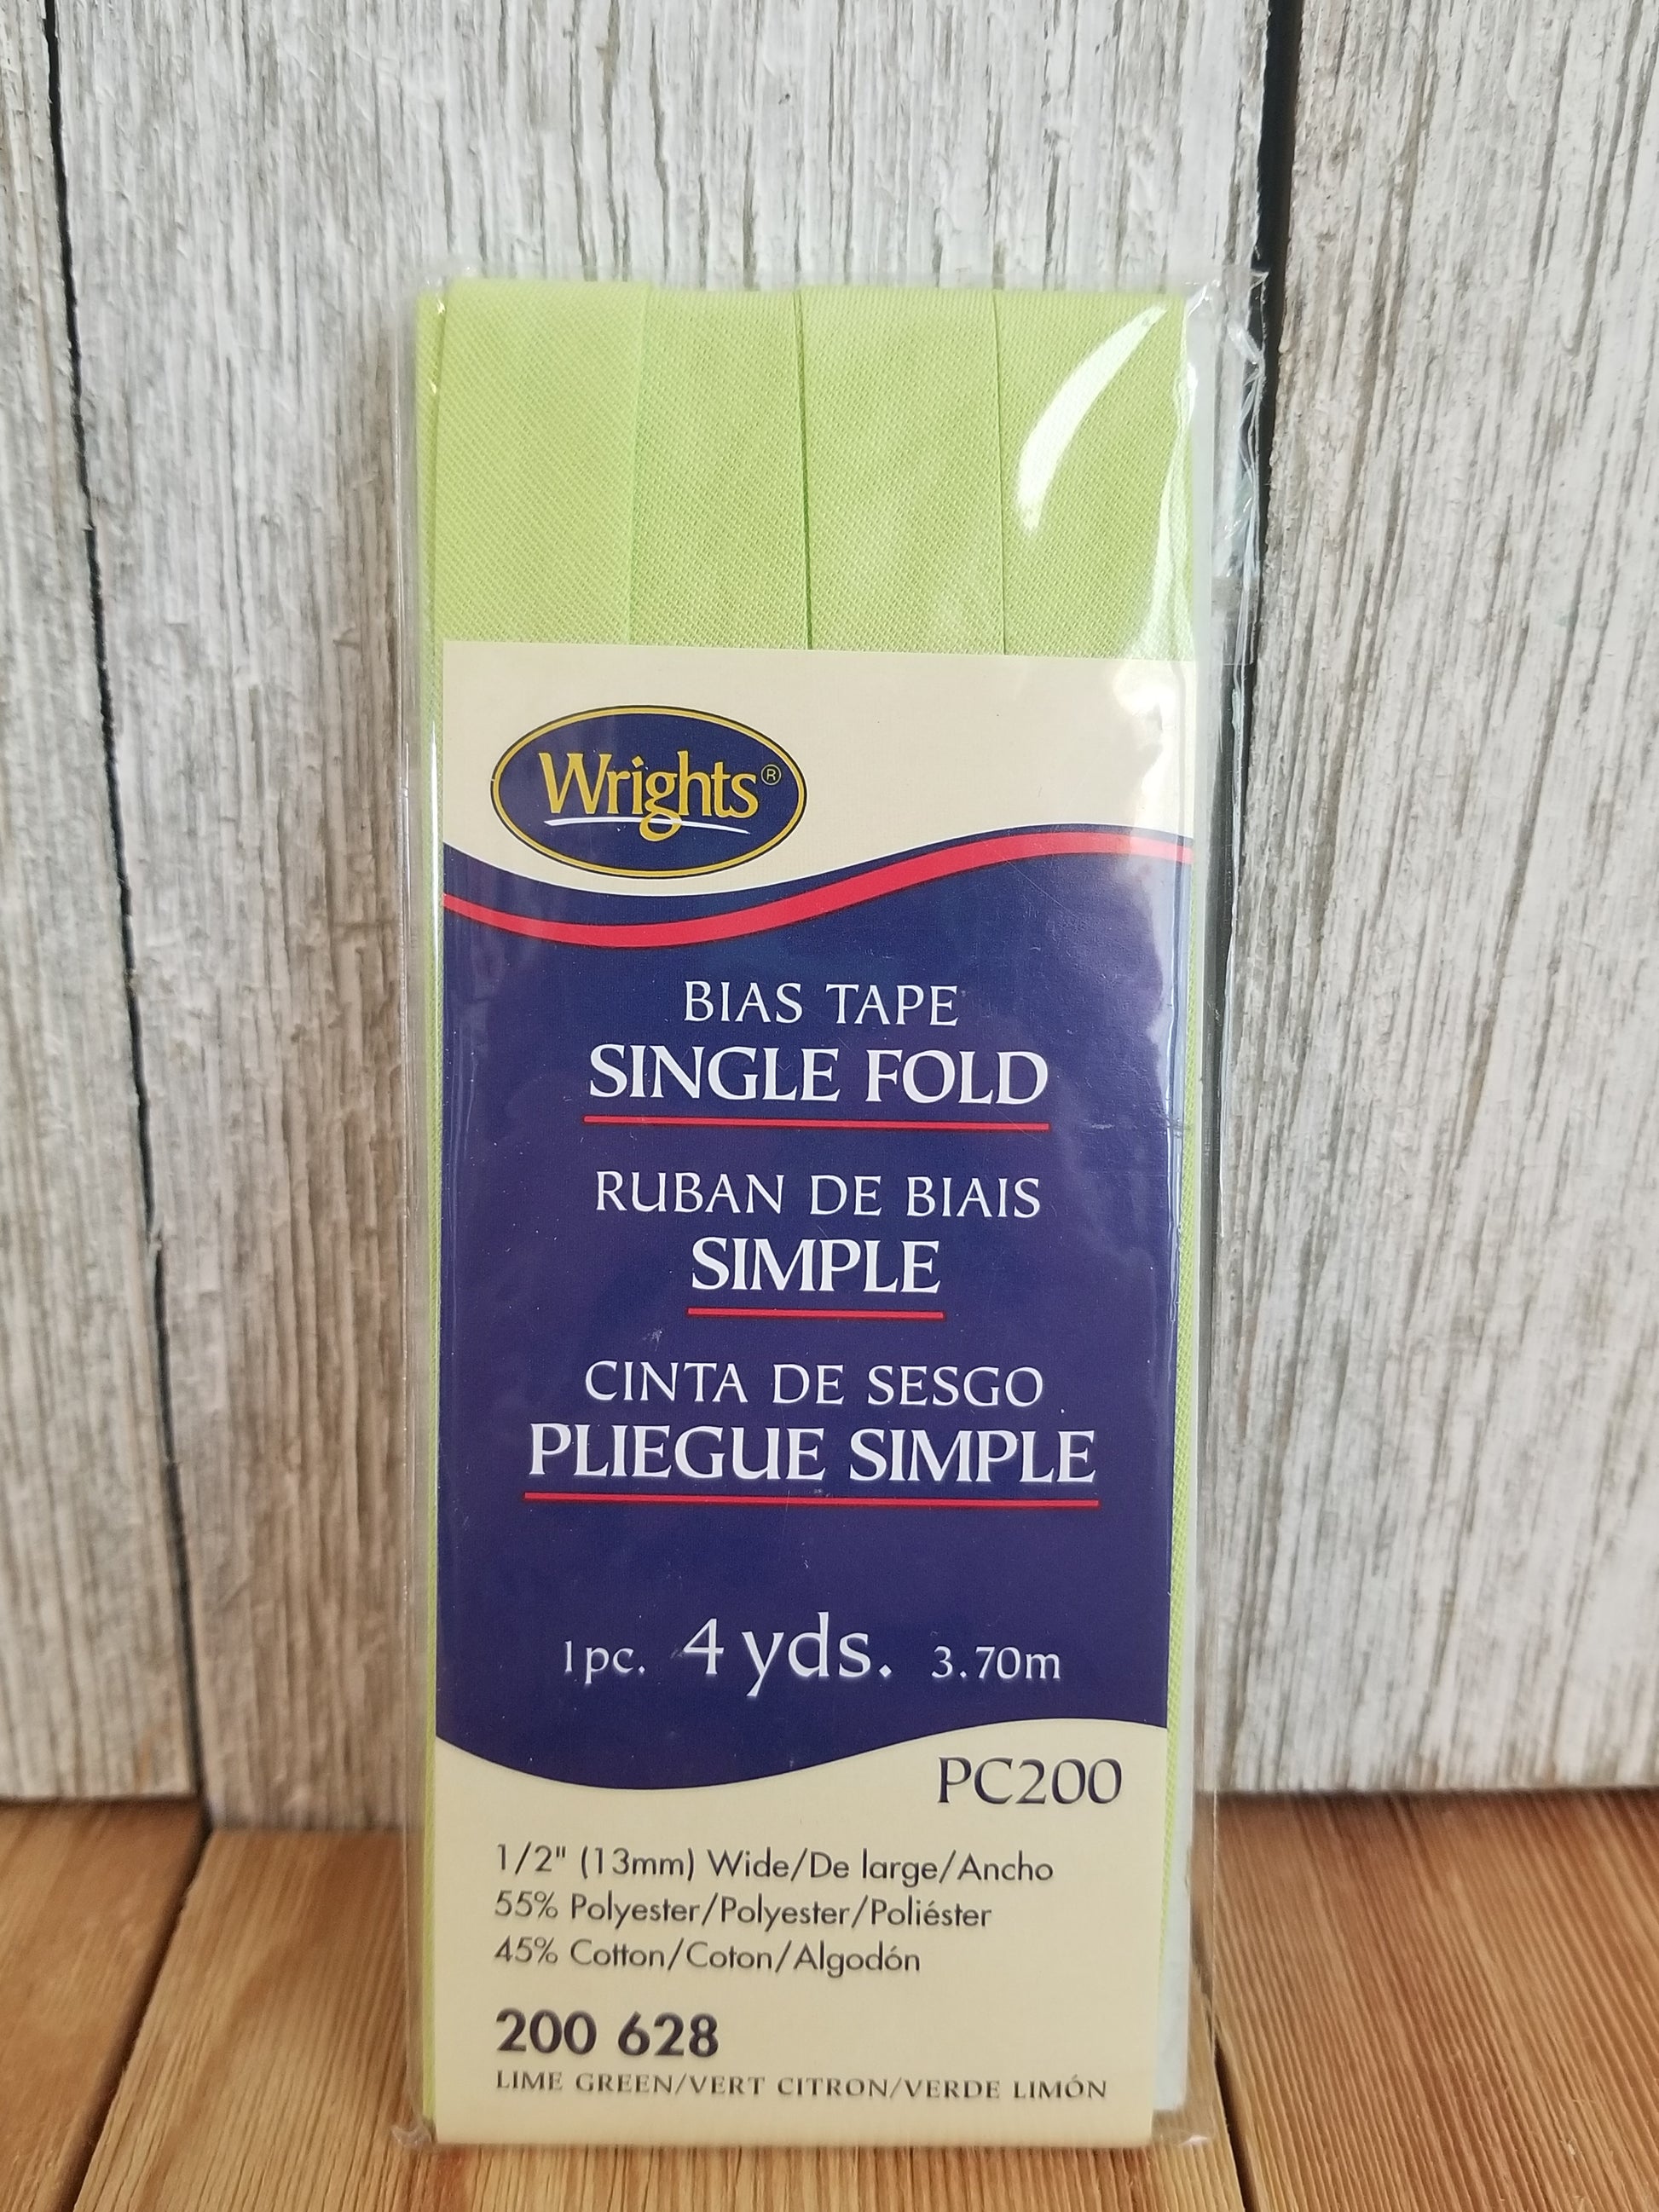 Wrights®
BIAS TAPE
SINGLE FOLD
RUBAN DE BIAIS
SIMPLE
CINTA DE SESGO
PLIEGUE SIMPLE
1pc. 4 yds. 3.70m
PC200
1/2" (13mm) Wide/De large/Ancho
55% Polyester/Polyester/Poliéster
45% Cotton/Coton/Algodón
200 628
LIME GREEN/VERT CITRON/VERDE LIMÓN